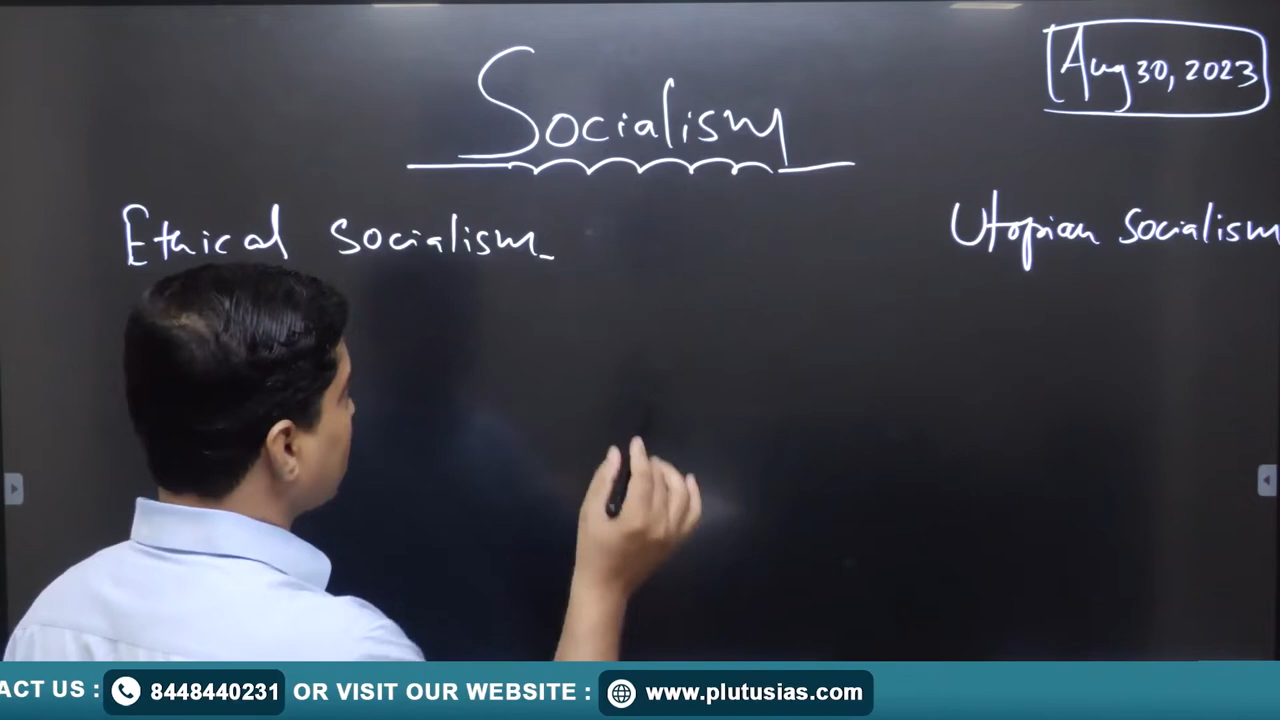 Aug 30, 2023
Socialism
Ethical socialism
Utopian socialism
ACT US : 8448440231 OR VISIT OUR WEBSITE : www.plutusias.com